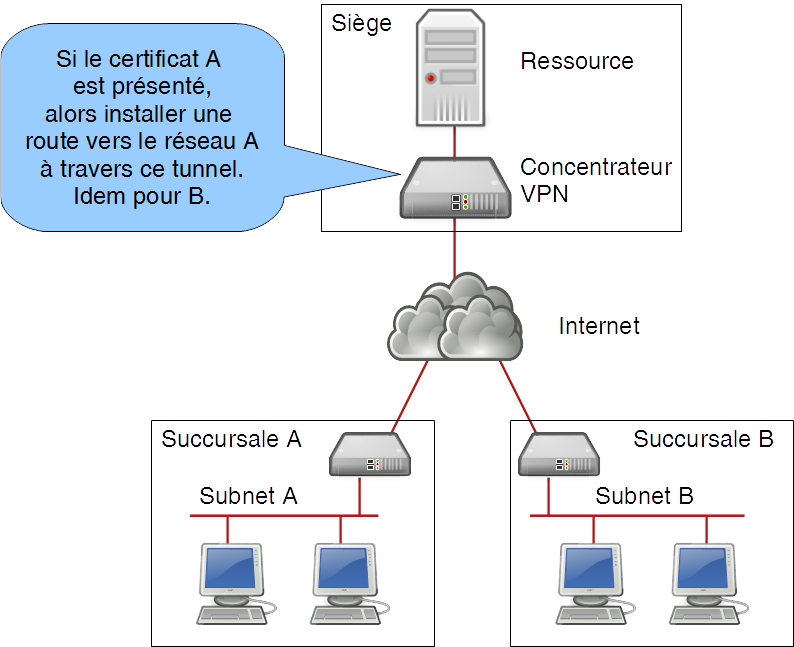 Siège
Ressource
Si le certificat A
est présenté,
alors installer une
route vers le réseau A
à travers ce tunnel.
Idem pour B.
Concentrateur
VPN
Internet
Succursale A
Subnet A
Succursale B
Subnet B